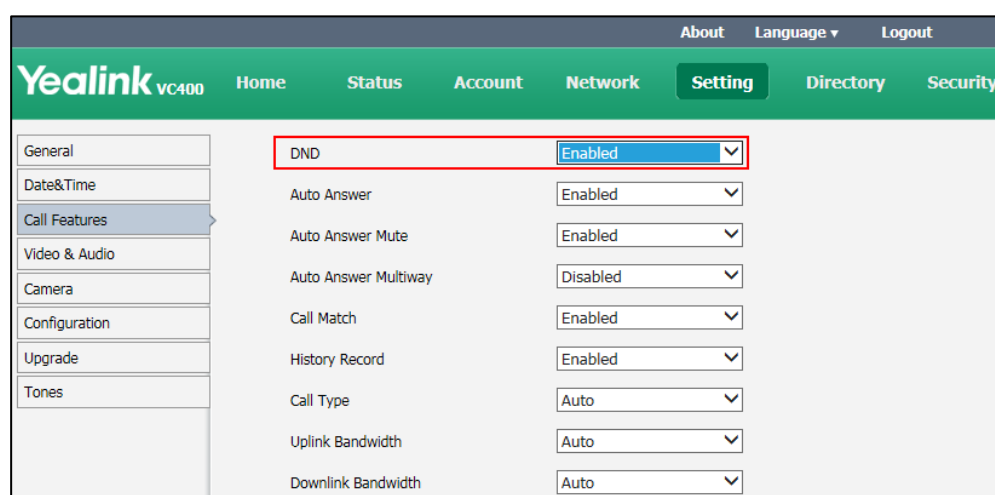 About Language ▾ Logout
Yealink VC400 Home Status Account Network Setting Directory Security
General
Date&Time
Call Features
Video & Audio
Camera
Configuration
Upgrade
Tones
DND Enabled
Auto Answer Enabled
Auto Answer Mute Enabled
Auto Answer Multiway Disabled
Call Match Enabled
History Record Enabled
Call Type Auto
Uplink Bandwidth Auto
Downlink Bandwidth Auto